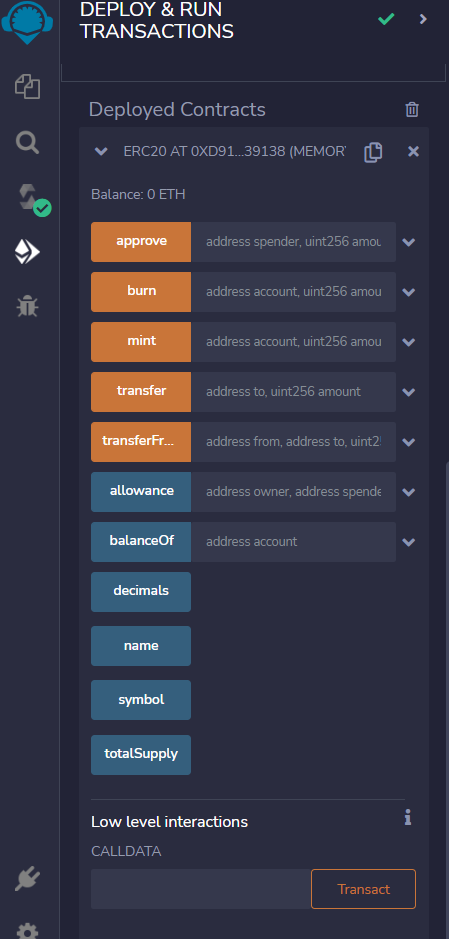 DEPLOY & RUN
TRANSACTIONS
Deployed Contracts
ERC20 AT 0XD91...39138 (MEMORY
Balance: 0 ETH
approve address spender, uint256 amou
burn address account, uint256 amou
mint address account, uint256 amou
transfer address to, uint256 amount
transferFr... address from, address to, uint25
allowance address owner, address spende
balanceOf address account
decimals
name
symbol
totalSupply
Low level interactions
CALLDATA
Transact